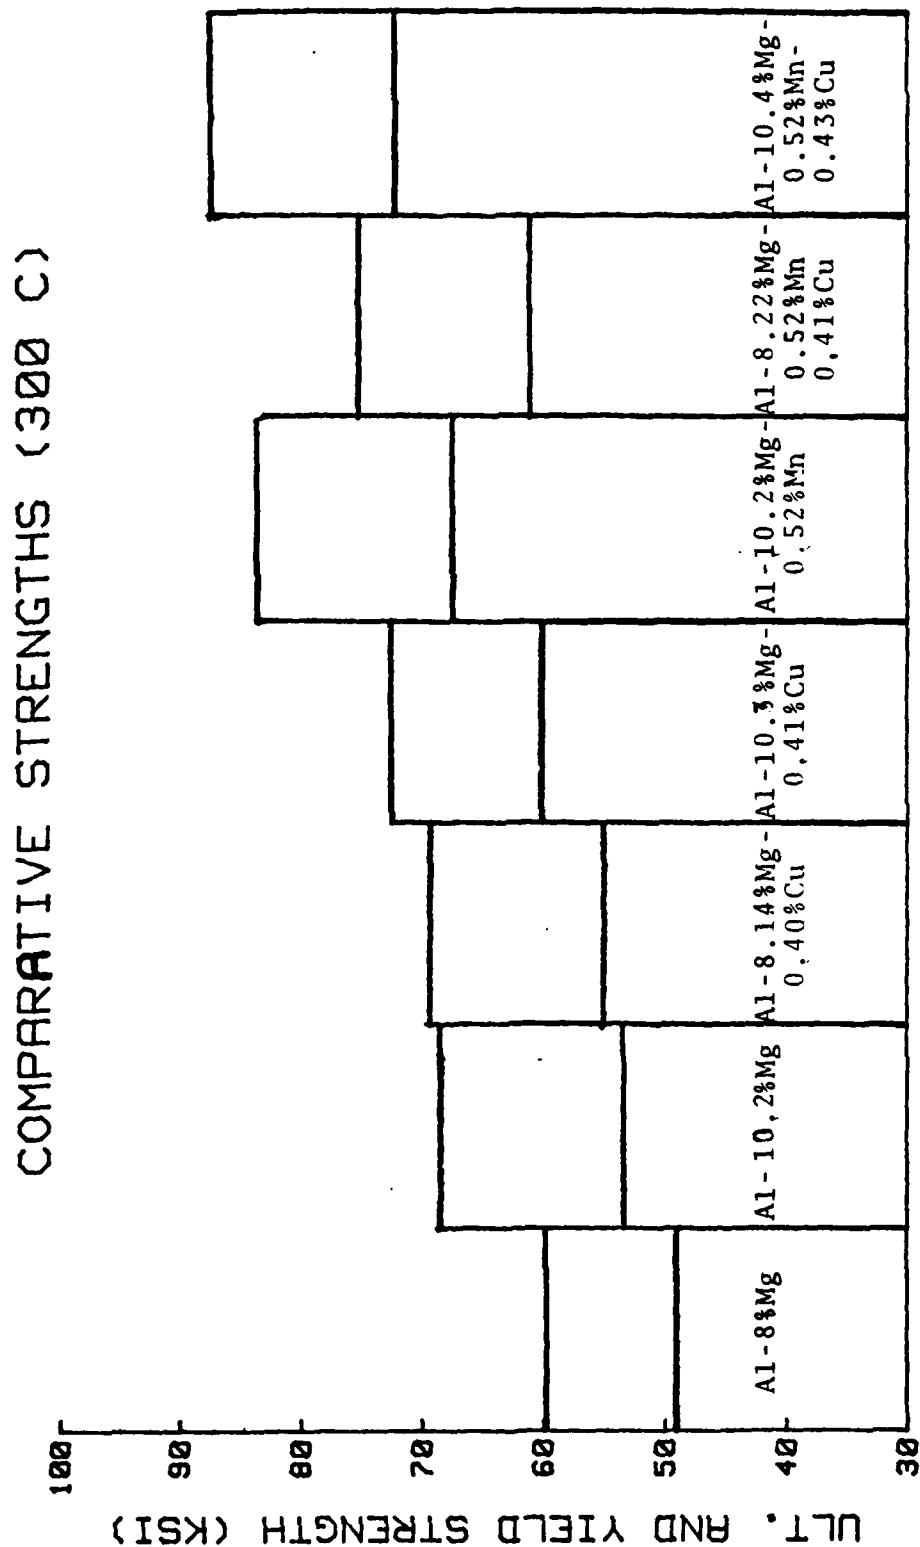 COMPARATIVE STRENGTHS (300 C)
ULT. AND YIELD STRENGTH (KSI)
100
90
80
70
60
50
40
30
Al-8%Mg
Al-10.2%Mg
Al-8.14%Mg-
0.40%Cu
Al-10.3%Mg-
0.41%Cu
Al-10.2%Mg-
0.52%Mn
Al-8.22%Mg-
0.52%Mn
0.41%Cu
Al-10.4%Mg-
0.52%Mn-
0.43%Cu